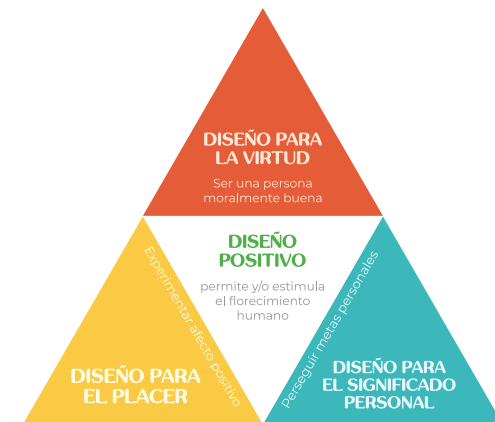 DISEÑO PARA
LA VIRTUD
Ser una persona
moralmente buena
DISEÑO
POSITIVO
permite y/o estimula
el florecimiento
humano
Experimentar afecto positivo
DISEÑO PARA
EL PLACER
Perseguir metas personales
DISEÑO PARA
EL SIGNIFICADO
PERSONAL